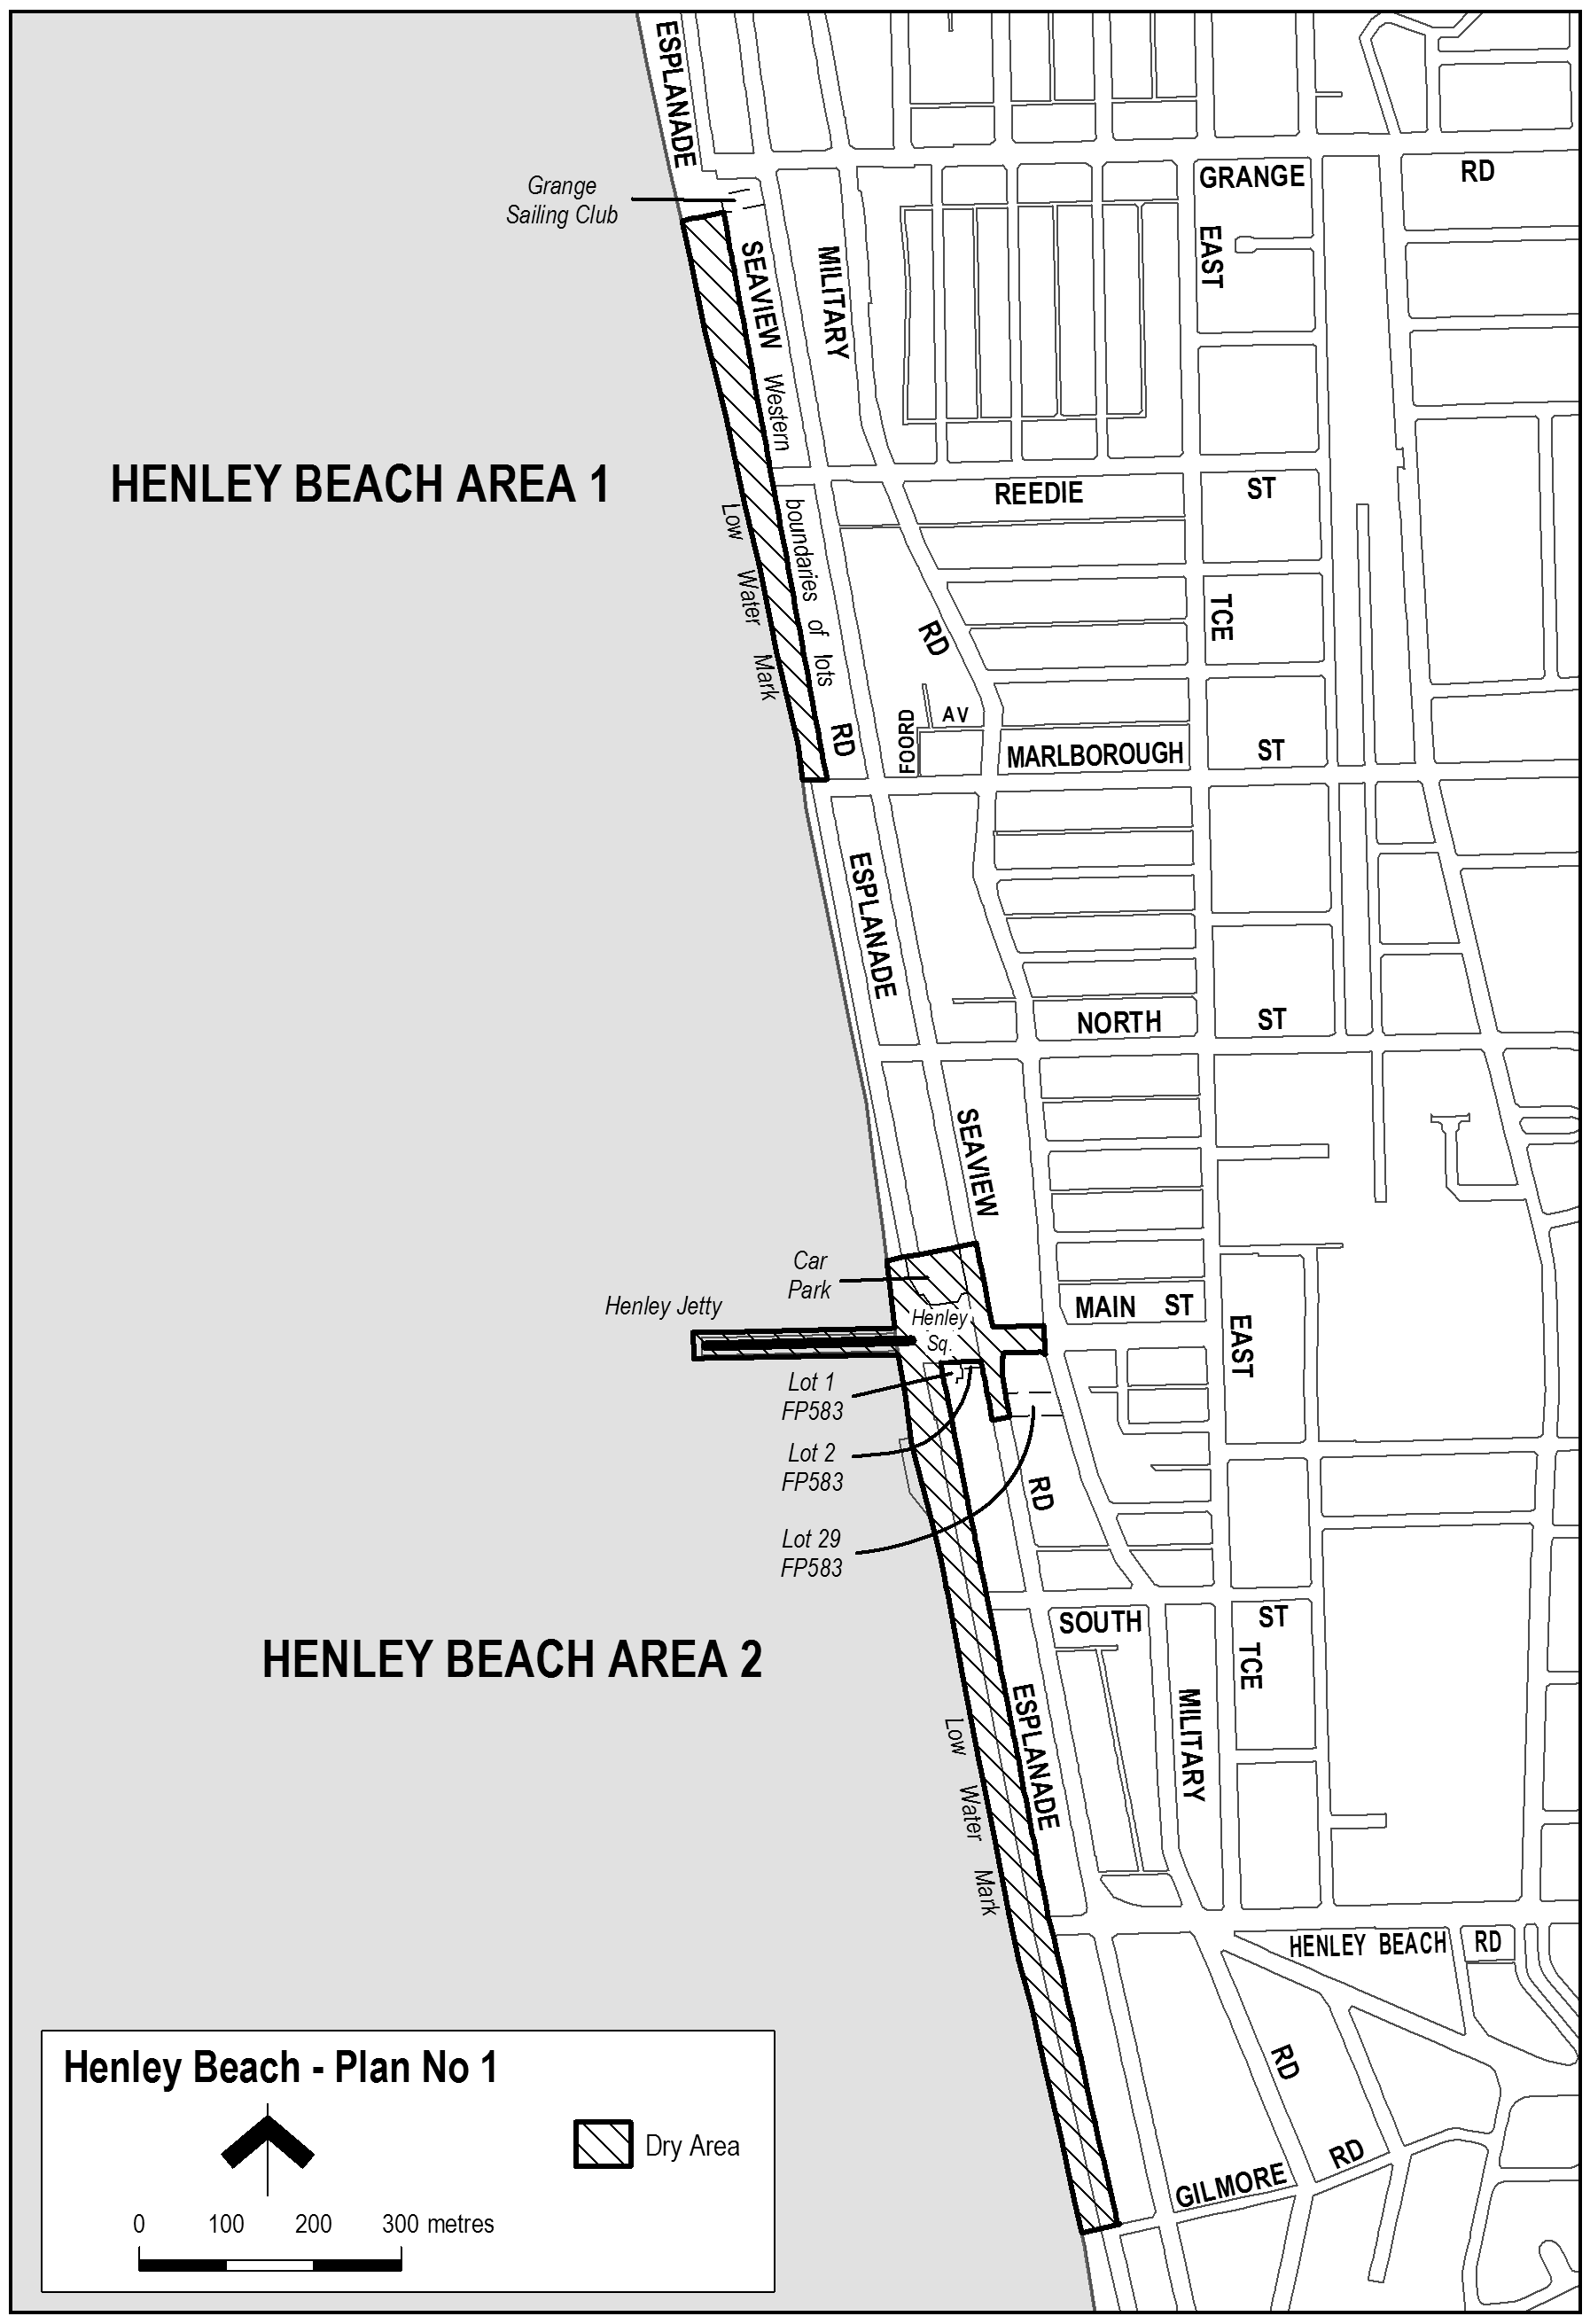 ESPLANADE
Grange
Sailing Club
GRANGE RD
SEAVIEW
MILITARY
EAST
Western
HENLEY BEACH AREA 1
REEDIE ST
boundaries of lots
Low Water Mark
RD
TCE
RD
FOORD
AV
MARLBOROUGH ST
ESPLANADE
NORTH ST
SEAVIEW
Car
Park
Henley Jetty
Henley
Sq.
MAIN ST
EAST
Lot 1
FP583
Lot 2
FP583
RD
Lot 29
FP583
SOUTH ST
HENLEY BEACH AREA 2
TCE
ESPLANADE
MILITARY
Low Water Mark
HENLEY BEACH RD
RD
GILMORE RD
Henley Beach - Plan No 1
Dry Area
0 100 200 300 metres